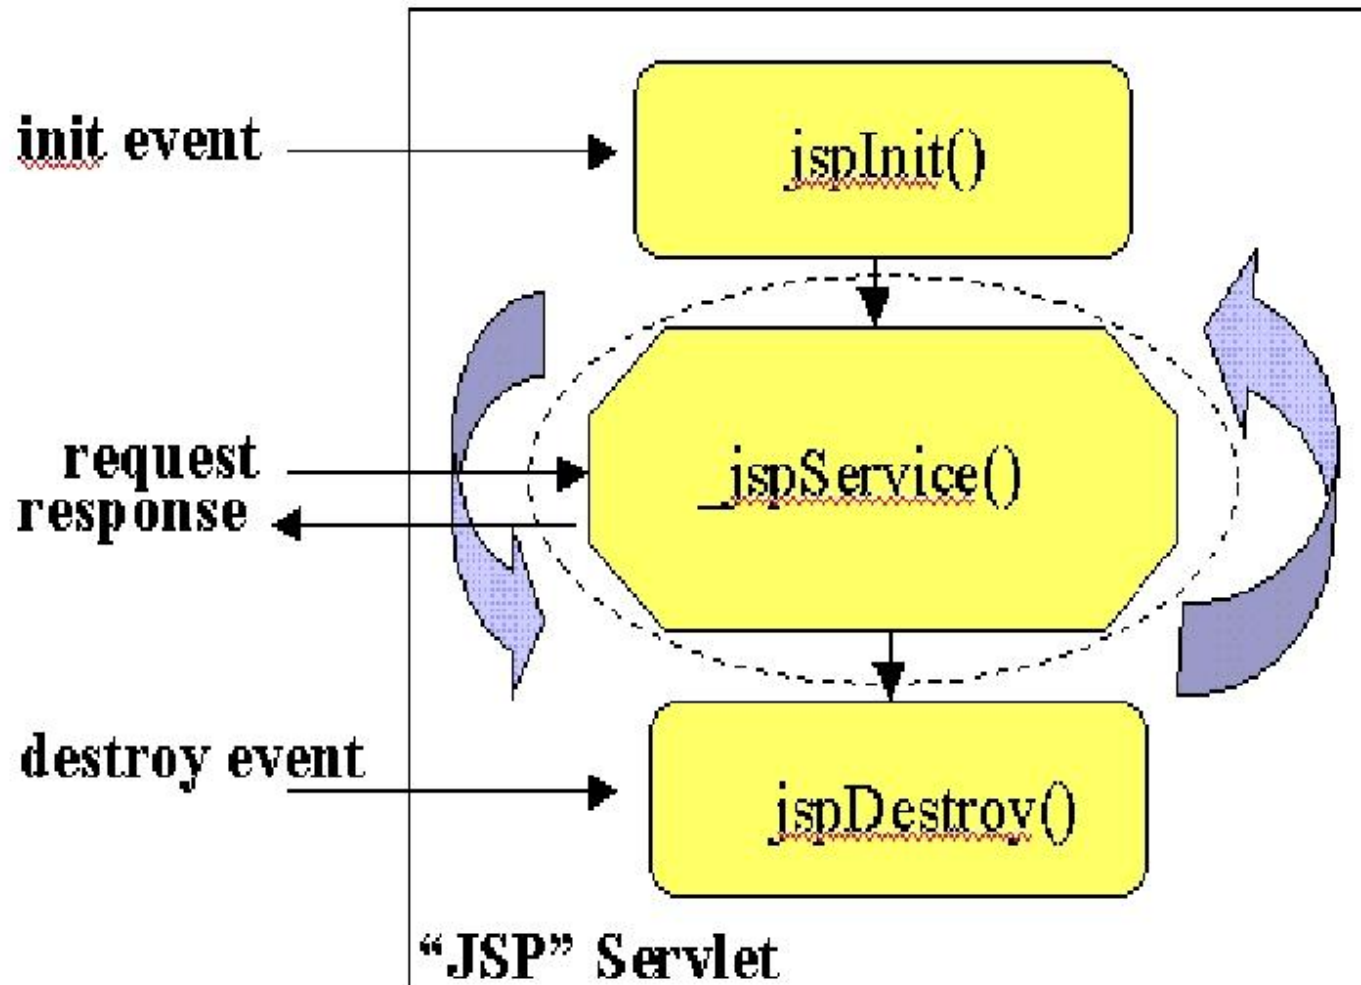 init event
jspInit()
request
response
_jspService()
destroy event
jspDestroy()
“JSP” Servlet